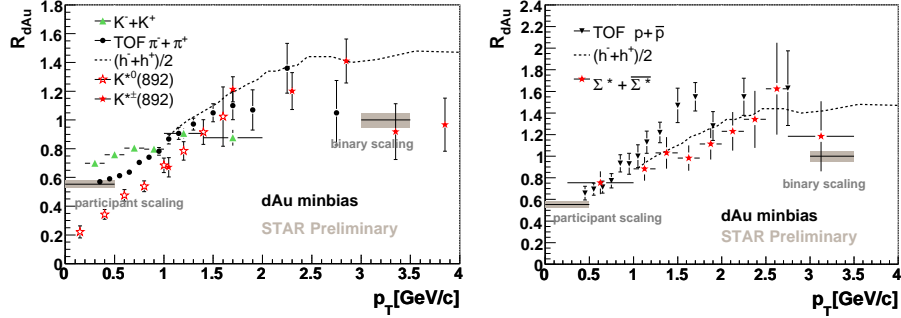 R_dAu
1.8
1.6
1.4
1.2
1
0.8
0.6
0.4
0.2
0
K⁻+K⁺
TOF π⁻+π⁺
(h⁻+h⁺)/2
K*⁰(892)
K*±(892)
binary scaling
participant scaling
dAu minbias
STAR Preliminary
0 0.5 1 1.5 2 2.5 3 3.5 4
p_T[GeV/c]
R_dAu
2.4
2.2
2
1.8
1.6
1.4
1.2
1
0.8
0.6
0.4
0.2
0
TOF p+p̅
(h⁻+h⁺)/2
Σ* + Σ̅*̅
binary scaling
participant scaling
dAu minbias
STAR Preliminary
0 0.5 1 1.5 2 2.5 3 3.5 4
p_T[GeV/c]